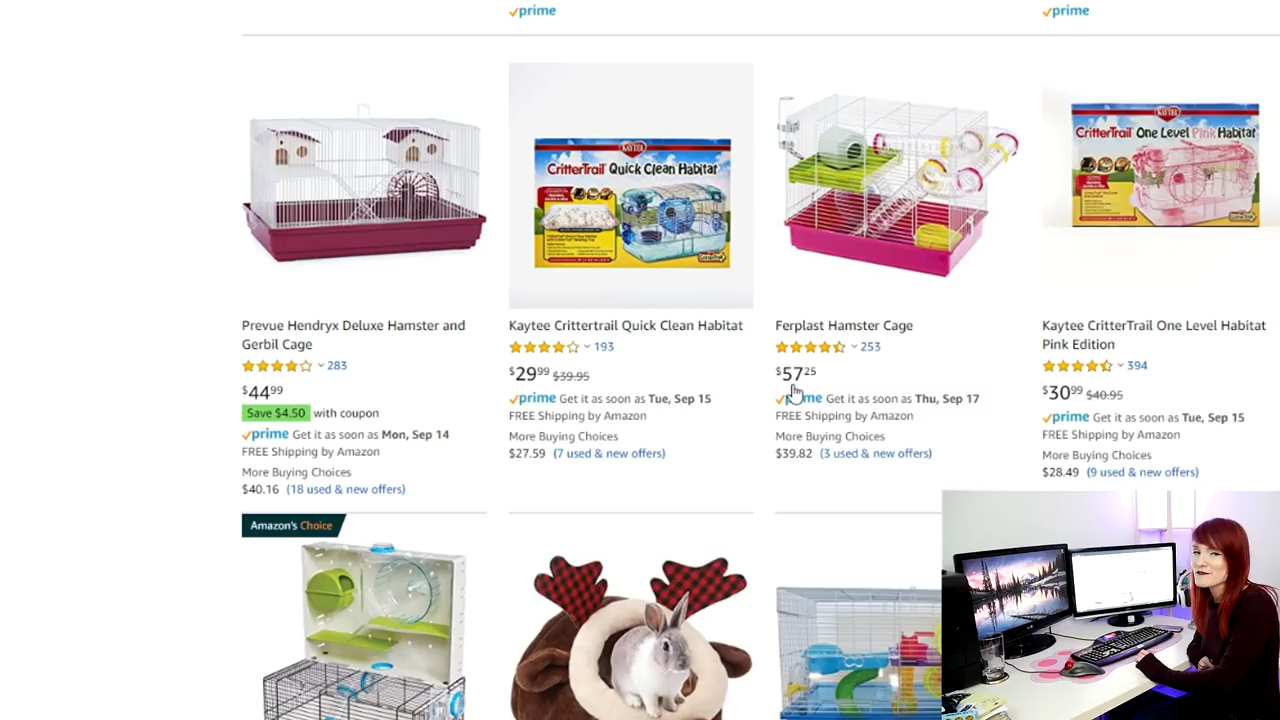 prime
prime
KAYTEE
CritterTrail Quick Clean Habitat
KAYTEE
CritterTrail One Level Pink Habitat
Prevue Hendryx Deluxe Hamster and
Gerbil Cage
283
$44 99
Save $4.50 with coupon
prime Get it as soon as Mon, Sep 14
FREE Shipping by Amazon
More Buying Choices
$40.16 (18 used & new offers)
Kaytee Crittertrail Quick Clean Habitat
193
$29 99 $39.95
prime Get it as soon as Tue, Sep 15
FREE Shipping by Amazon
More Buying Choices
$27.59 (7 used & new offers)
Ferplast Hamster Cage
253
$57 25
prime Get it as soon as Thu, Sep 17
FREE Shipping by Amazon
More Buying Choices
$39.82 (3 used & new offers)
Kaytee CritterTrail One Level Habitat
Pink Edition
394
$30 99 $40.95
prime Get it as soon as Tue, Sep 15
FREE Shipping by Amazon
More Buying Choices
$28.49 (9 used & new offers)
Amazon's Choice